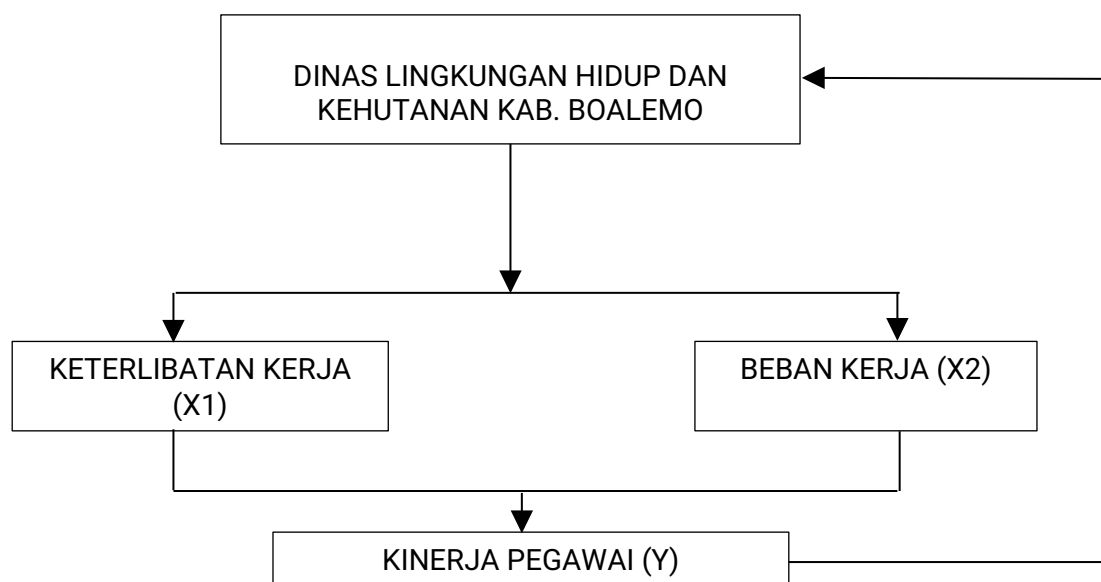 DINAS LINGKUNGAN HIDUP DAN
KEHUTANAN KAB. BOALEMO
KETERLIBATAN KERJA
(X1)
BEBAN KERJA (X2)
KINERJA PEGAWAI (Y)